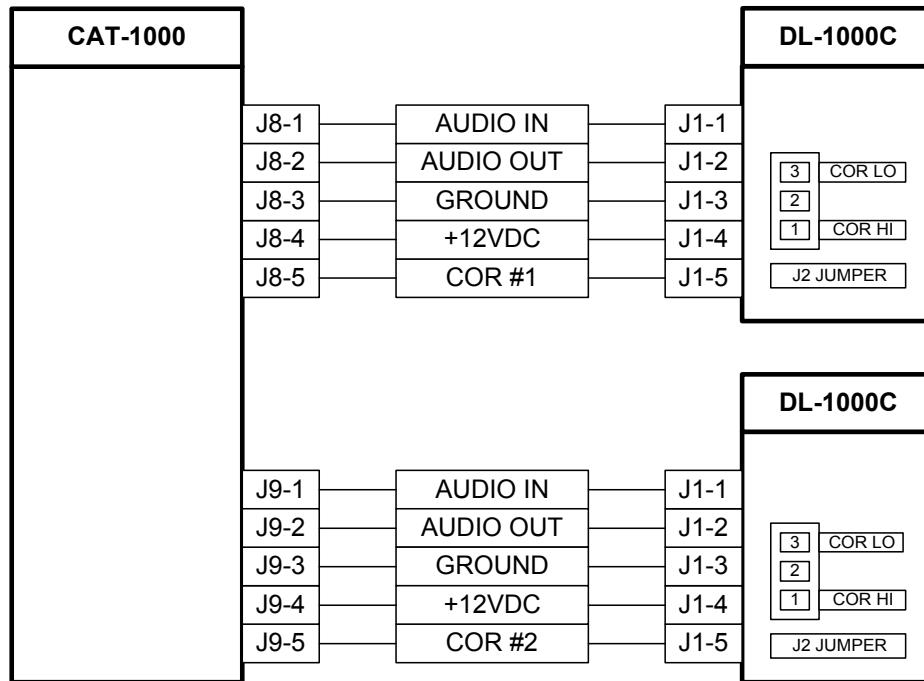 CAT-1000
DL-1000C
J8-1 AUDIO IN J1-1
J8-2 AUDIO OUT J1-2
J8-3 GROUND J1-3
J8-4 +12VDC J1-4
J8-5 COR #1 J1-5
3 COR LO
2
1 COR HI
J2 JUMPER
DL-1000C
J9-1 AUDIO IN J1-1
J9-2 AUDIO OUT J1-2
J9-3 GROUND J1-3
J9-4 +12VDC J1-4
J9-5 COR #2 J1-5
3 COR LO
2
1 COR HI
J2 JUMPER